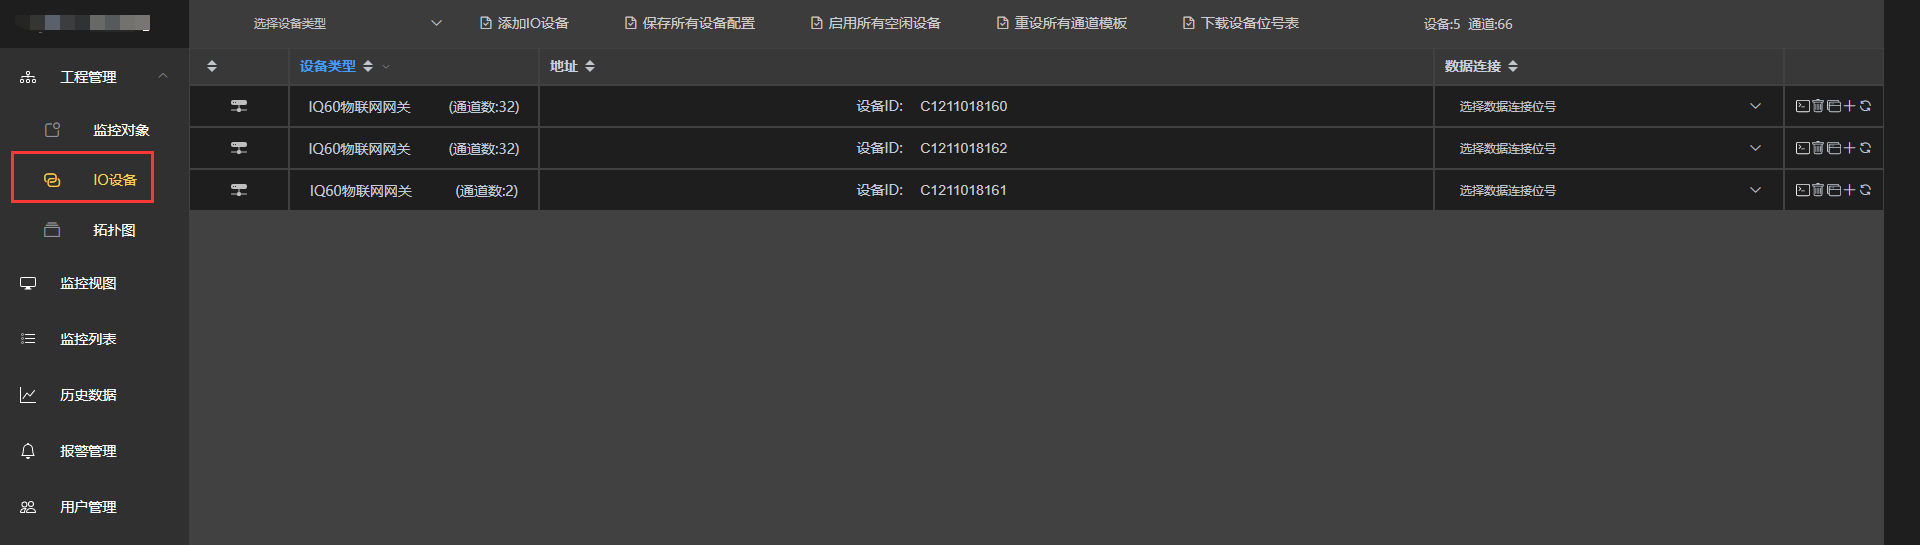 选择设备类型 添加IO设备 保存所有设备配置 启用所有空闲设备 重设所有通道模板 下载设备位号表 设备:5 通道:66
工程管理
监控对象
IO设备
拓扑图
监控视图
监控列表
历史数据
报警管理
用户管理
设备类型 地址 数据连接
IQ60物联网网关 (通道数:32) 设备ID: C1211018160 选择数据连接位号
IQ60物联网网关 (通道数:32) 设备ID: C1211018162 选择数据连接位号
IQ60物联网网关 (通道数:2) 设备ID: C1211018161 选择数据连接位号